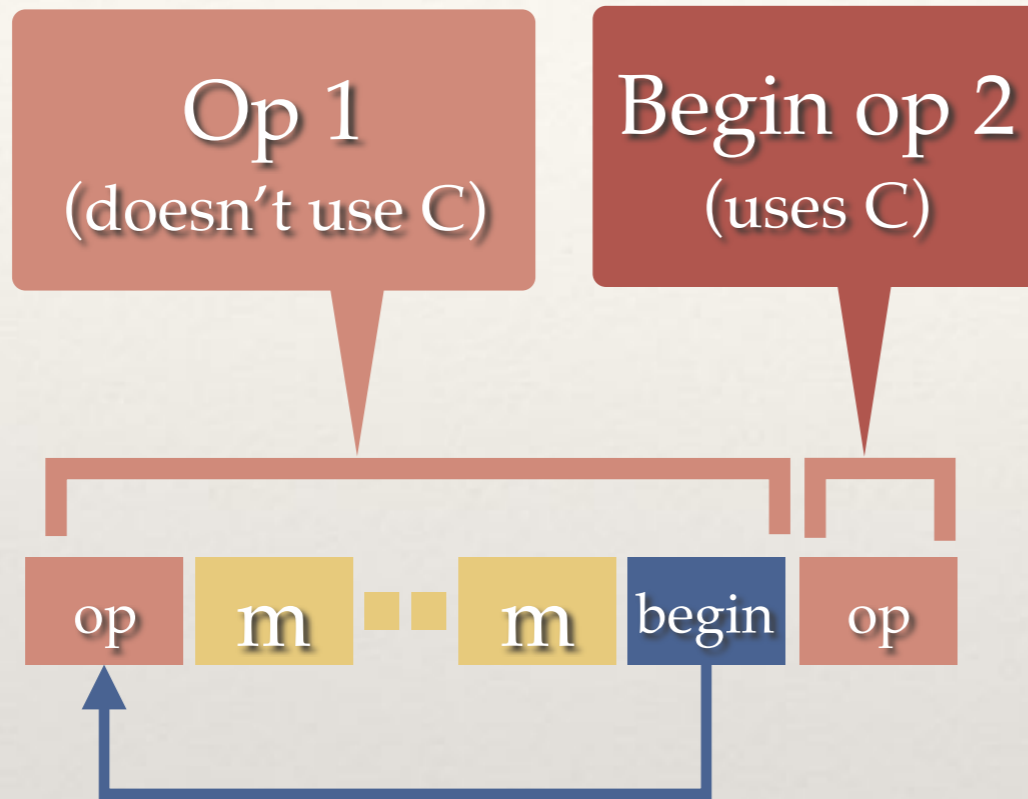 Op 1
(doesn’t use C)
Begin op 2
(uses C)
op
m
m
begin
op